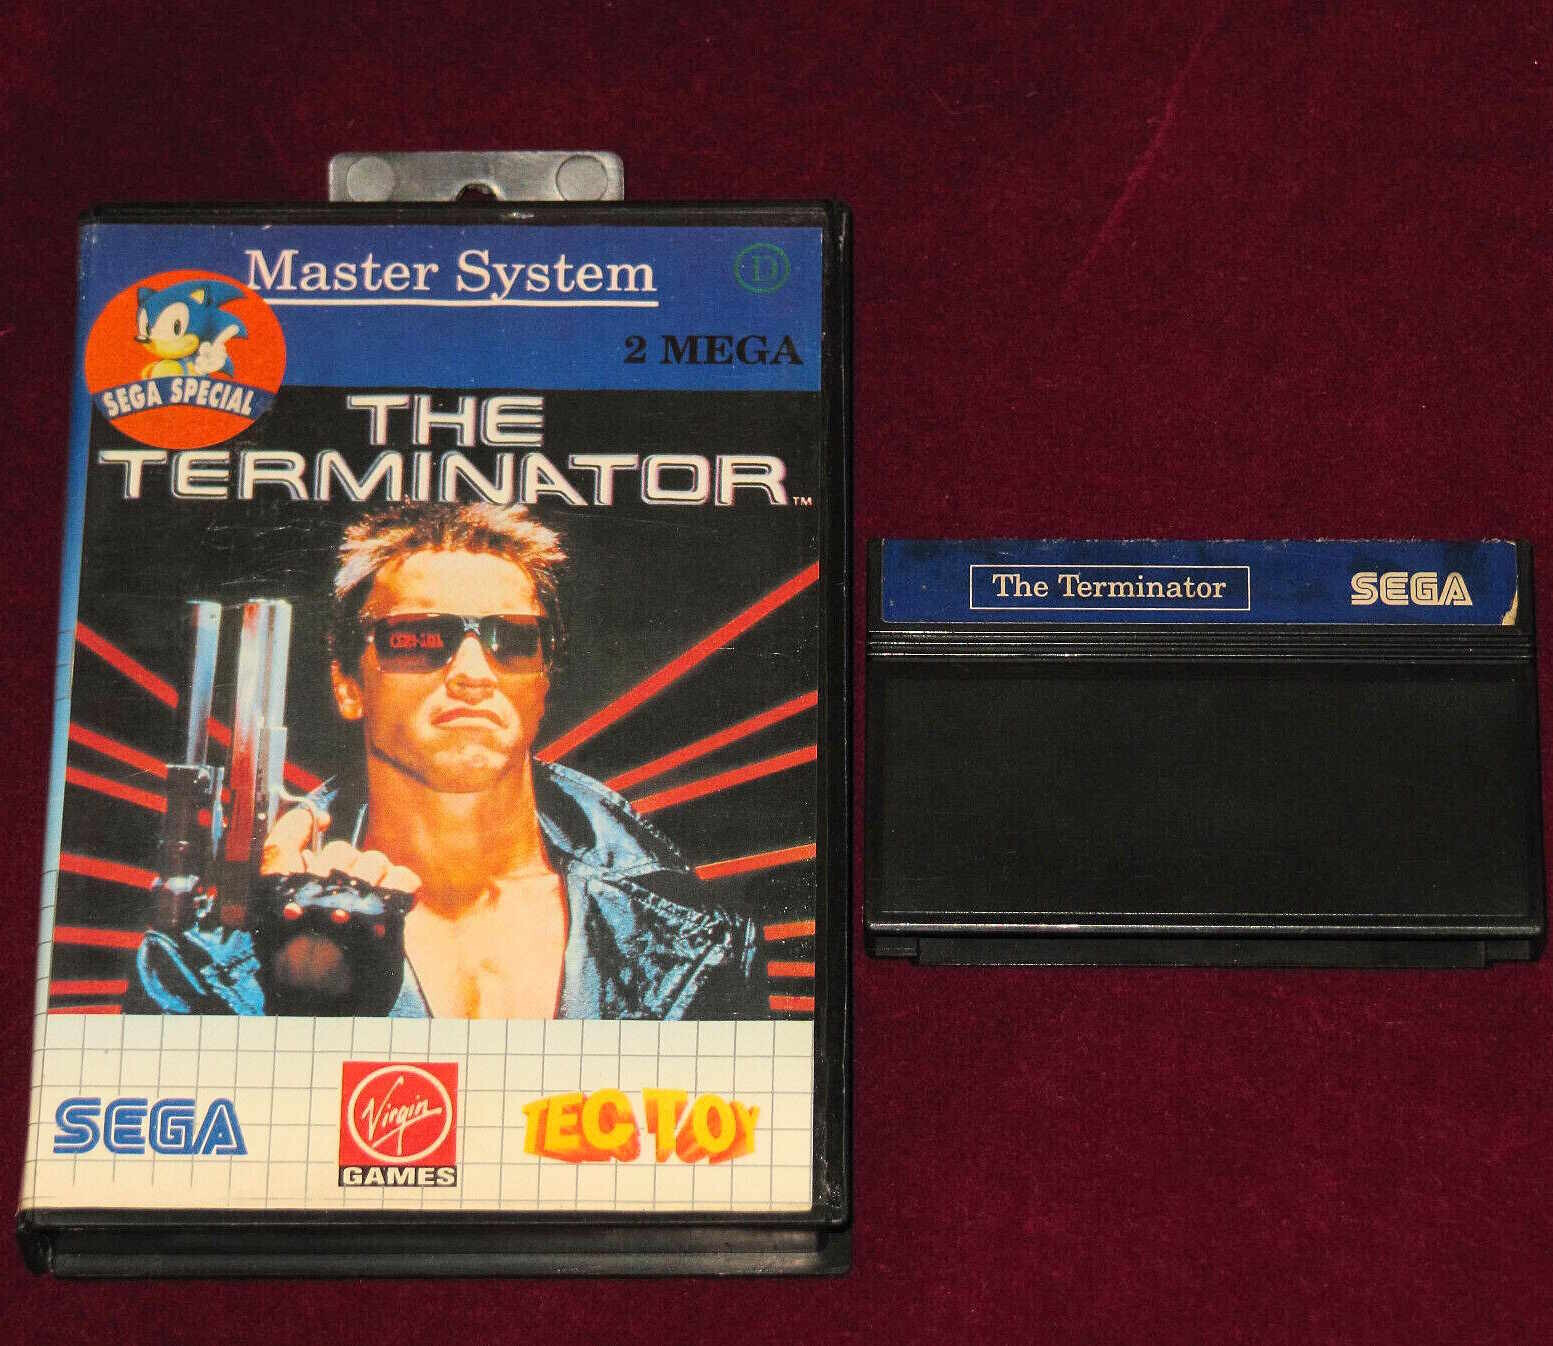 Master System
D
2 MEGA
SEGA SPECIAL
THE
TERMINATOR™
SEGA
Virgin
GAMES
TEC TOY
The Terminator
SEGA